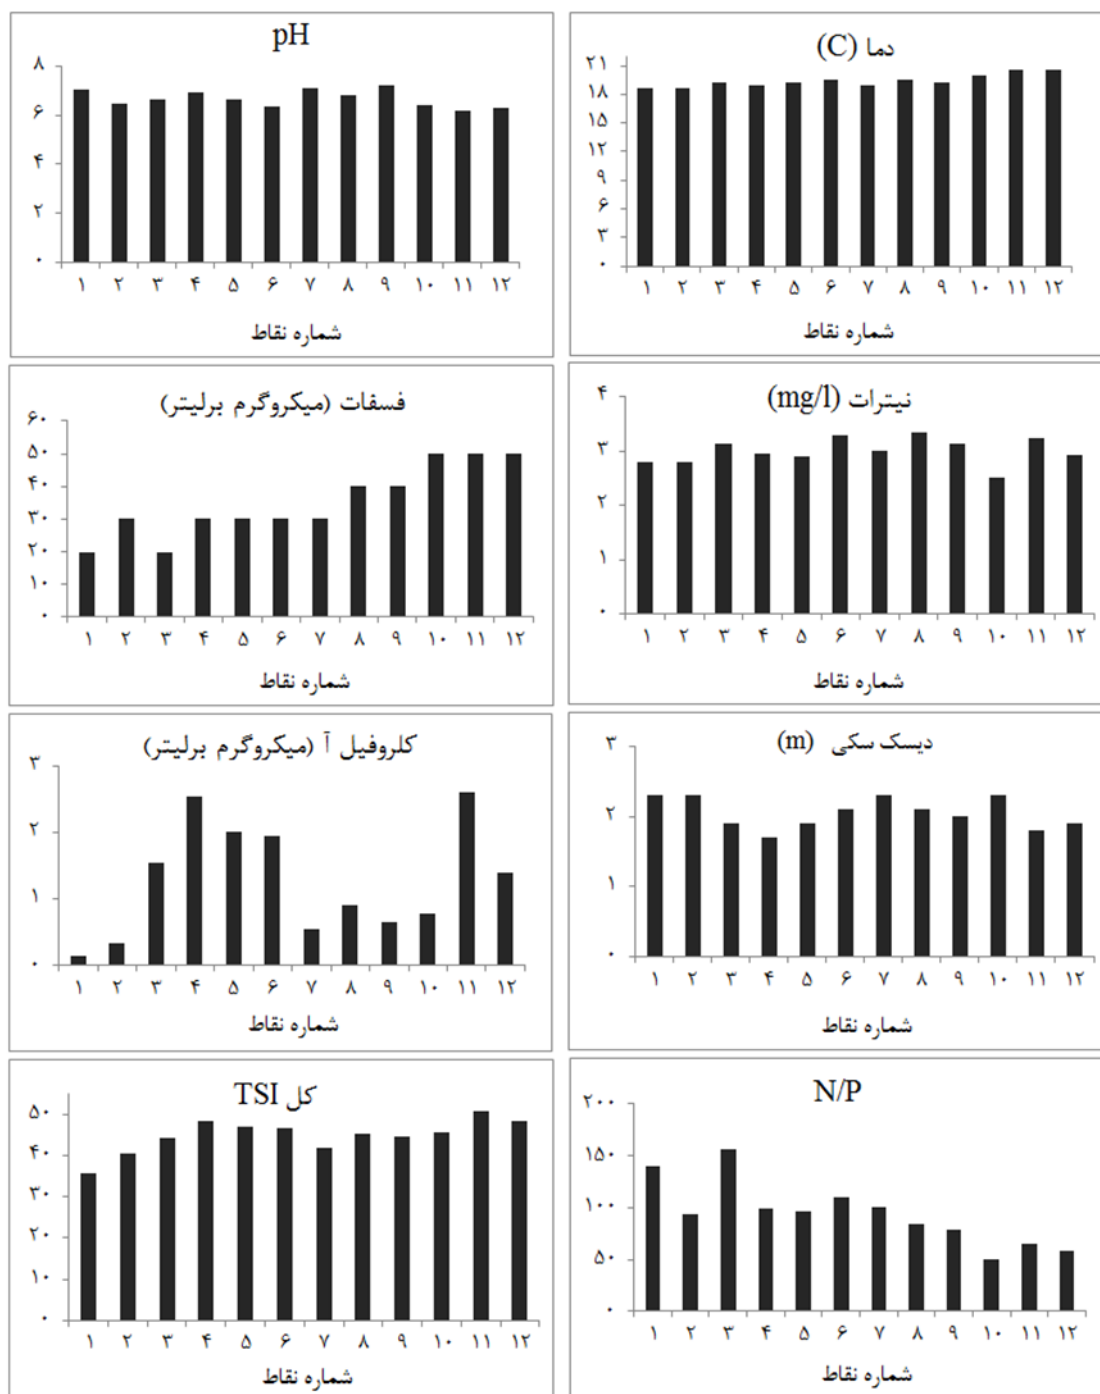 pH
۸
۶
۴
۲
۰
۱ ۲ ۳ ۴ ۵ ۶ ۷ ۸ ۹ ۱۰ ۱۱ ۱۲
شماره نقاط
دما (C)
۲۱
۱۸
۱۵
۱۲
۹
۶
۳
۰
۱ ۲ ۳ ۴ ۵ ۶ ۷ ۸ ۹ ۱۰ ۱۱ ۱۲
شماره نقاط
فسفات (میکروگرم برلیتر)
۶۰
۵۰
۴۰
۳۰
۲۰
۱۰
۰
۱ ۲ ۳ ۴ ۵ ۶ ۷ ۸ ۹ ۱۰ ۱۱ ۱۲
شماره نقاط
نیترات (mg/l)
۴
۳
۲
۱
۰
۱ ۲ ۳ ۴ ۵ ۶ ۷ ۸ ۹ ۱۰ ۱۱ ۱۲
شماره نقاط
کلروفیل آ (میکروگرم برلیتر)
۳
۲
۱
۰
۱ ۲ ۳ ۴ ۵ ۶ ۷ ۸ ۹ ۱۰ ۱۱ ۱۲
شماره نقاط
دیسک سکی (m)
۳
۲
۱
۰
۱ ۲ ۳ ۴ ۵ ۶ ۷ ۸ ۹ ۱۰ ۱۱ ۱۲
شماره نقاط
TSI کل
۵۰
۴۰
۳۰
۲۰
۱۰
۰
۱ ۲ ۳ ۴ ۵ ۶ ۷ ۸ ۹ ۱۰ ۱۱ ۱۲
شماره نقاط
N/P
۲۰۰
۱۵۰
۱۰۰
۵۰
۰
۱ ۲ ۳ ۴ ۵ ۶ ۷ ۸ ۹ ۱۰ ۱۱ ۱۲
شماره نقاط